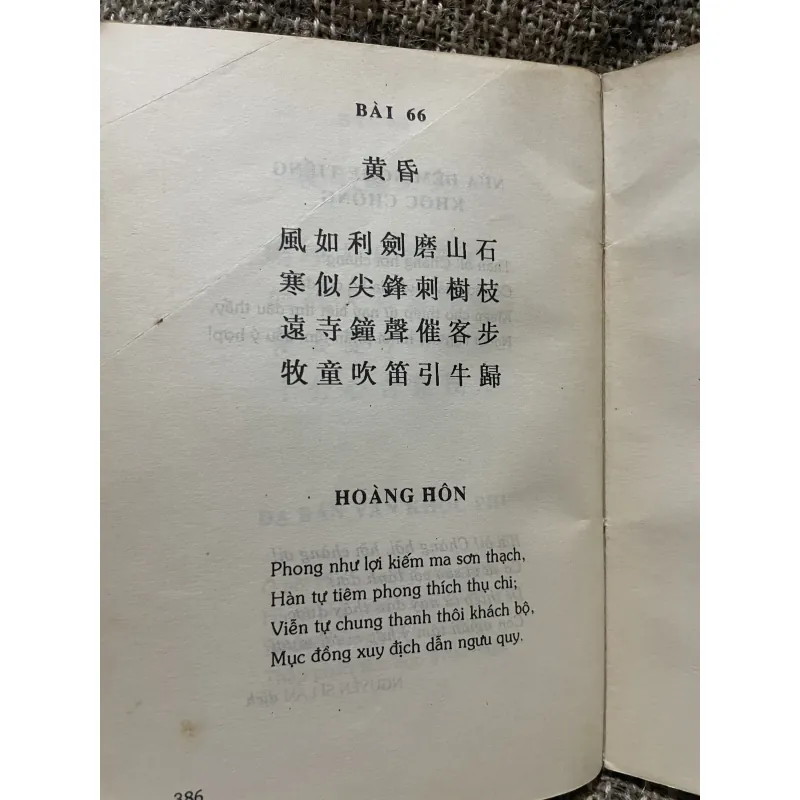 BÀI 66
黄昏
風如利劍磨山石
寒似尖鋒刺樹枝
遠寺鐘聲催客步
牧童吹笛引牛歸
HOÀNG HÔN
Phong như lợi kiếm ma sơn thạch,
Hàn tự tiêm phong thích thụ chi;
Viễn tự chung thanh thôi khách bộ,
Mục đồng xuy địch dẫn ngưu quy.
386